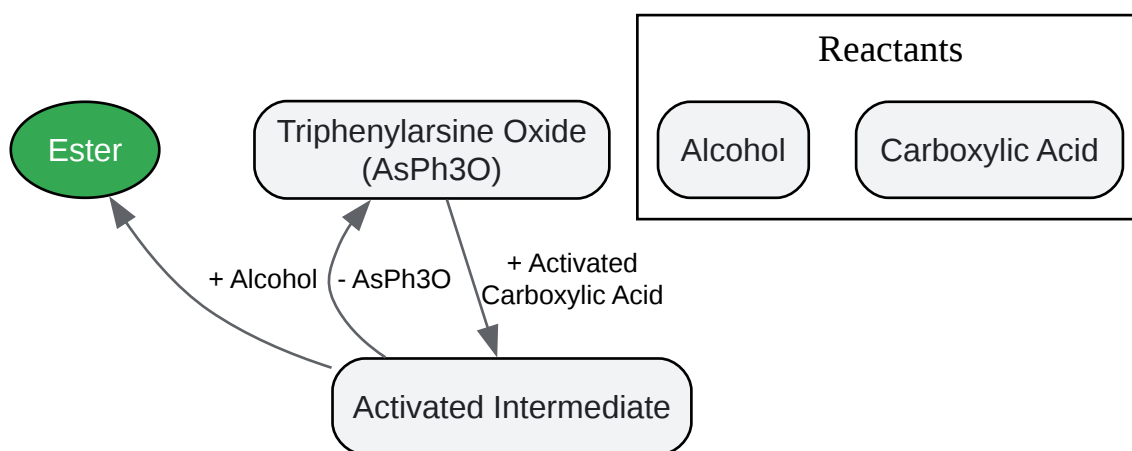 Reactants
Ester
Triphenylarsine Oxide
(AsPh3O)
Alcohol
Carboxylic Acid
+ Alcohol
- AsPh3O
+ Activated
Carboxylic Acid
Activated Intermediate